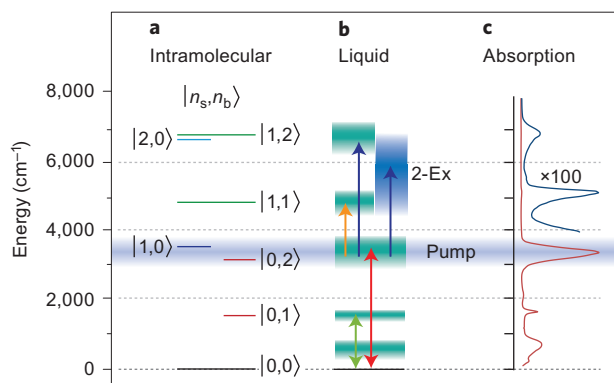 a
Intramolecular
b
Liquid
c
Absorption
Energy (cm⁻¹)
8,000
6,000
4,000
2,000
0
|nₛ,n_b⟩
|2,0⟩
|1,2⟩
|1,1⟩
|1,0⟩
|0,2⟩
|0,1⟩
|0,0⟩
2-Ex
Pump
×100